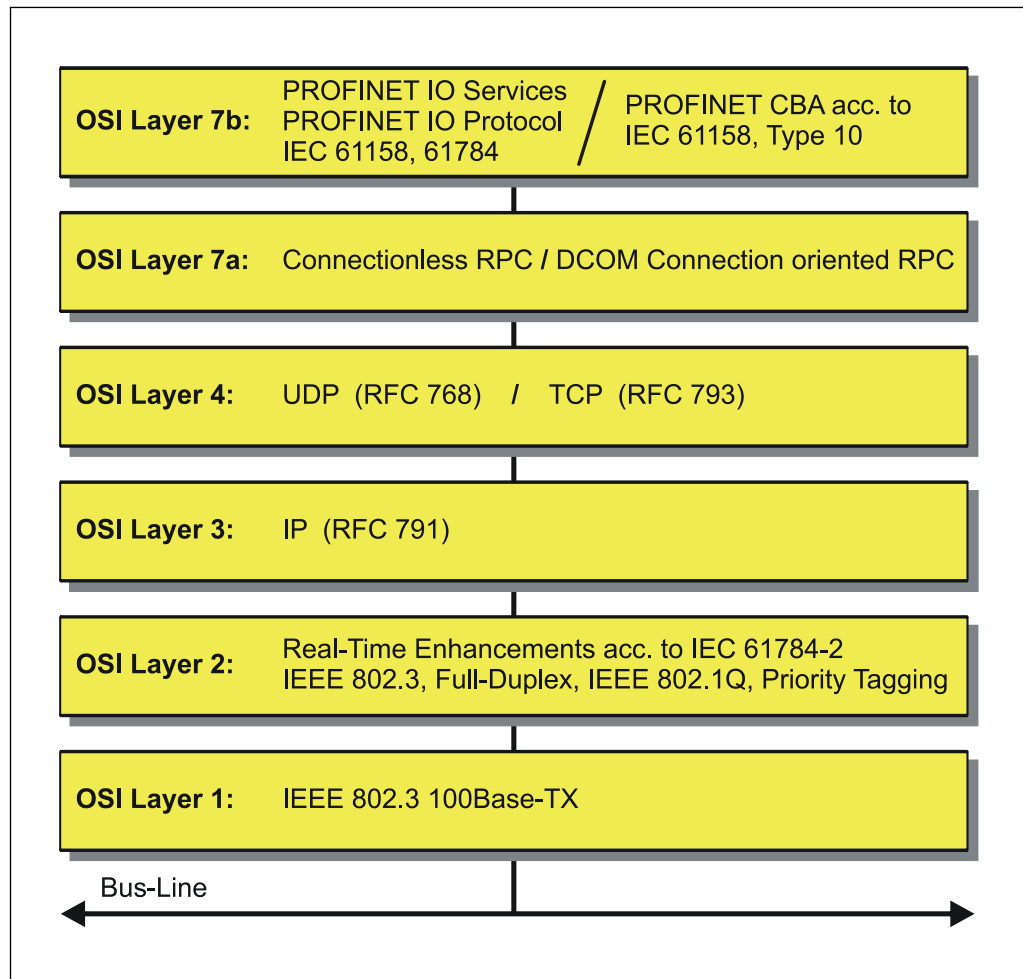 OSI Layer 7b:
PROFINET IO Services
PROFINET IO Protocol
IEC 61158, 61784
/
PROFINET CBA acc. to
IEC 61158, Type 10
OSI Layer 7a: Connectionless RPC / DCOM Connection oriented RPC
OSI Layer 4: UDP (RFC 768) / TCP (RFC 793)
OSI Layer 3: IP (RFC 791)
OSI Layer 2:
Real-Time Enhancements acc. to IEC 61784-2
IEEE 802.3, Full-Duplex, IEEE 802.1Q, Priority Tagging
OSI Layer 1: IEEE 802.3 100Base-TX
Bus-Line